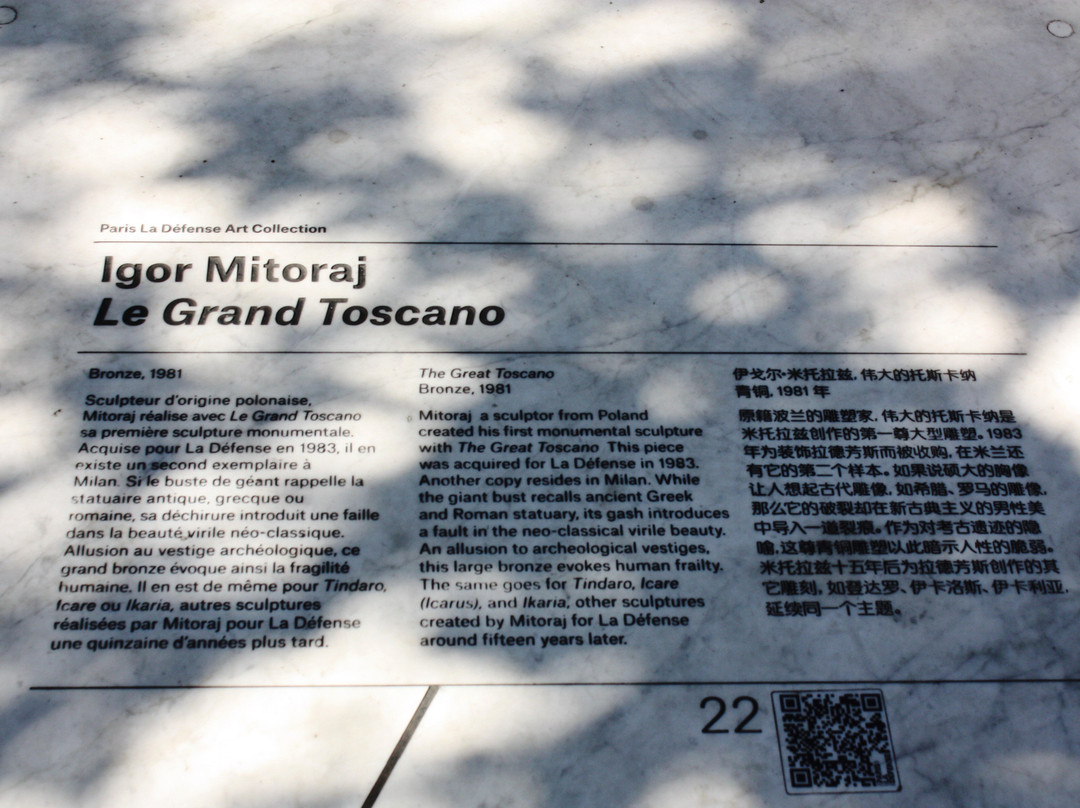 Paris La Défense Art Collection
Igor Mitoraj
Le Grand Toscano
Bronze, 1981
Sculpteur d'origine polonaise,
Mitoraj réalise avec Le Grand Toscano
sa première sculpture monumentale.
Acquise pour La Défense en 1983, il en
existe un second exemplaire à
Milan. Si le buste de géant rappelle la
statuaire antique, grecque ou
romaine, sa déchirure introduit une faille
dans la beauté virile néo-classique.
Allusion au vestige archéologique, ce
grand bronze évoque ainsi la fragilité
humaine. Il en est de même pour Tindaro,
Icare ou Ikaria, autres sculptures
réalisées par Mitoraj pour La Défense
une quinzaine d'années plus tard.
The Great Toscano
Bronze, 1981
Mitoraj a sculptor from Poland
created his first monumental sculpture
with The Great Toscano This piece
was acquired for La Défense in 1983.
Another copy resides in Milan. While
the giant bust recalls ancient Greek
and Roman statuary, its gash introduces
a fault in the neo-classical virile beauty.
An allusion to archeological vestiges,
this large bronze evokes human frailty.
The same goes for Tindaro, Icare
(Icarus), and Ikaria, other sculptures
created by Mitoraj for La Défense
around fifteen years later.
伊戈尔·米托拉兹, 伟大的托斯卡纳
青铜, 1981 年
原籍波兰的雕塑家, 伟大的托斯卡纳是
米托拉兹创作的第一尊大型雕塑。1983
年为装饰拉德芳斯而被收购, 在米兰还
有它的第二个样本。如果说硕大的胸像
让人想起古代雕像, 如希腊、罗马的雕像,
那么它的破裂却在新古典主义的男性美
中导入一道裂痕。作为对考古遗迹的隐
喻, 这尊青铜雕塑以此暗示人性的脆弱。
米托拉兹十五年后为拉德芳斯创作的其
它雕刻, 如登达罗、伊卡洛斯、伊卡利亚,
延续同一个主题。
22